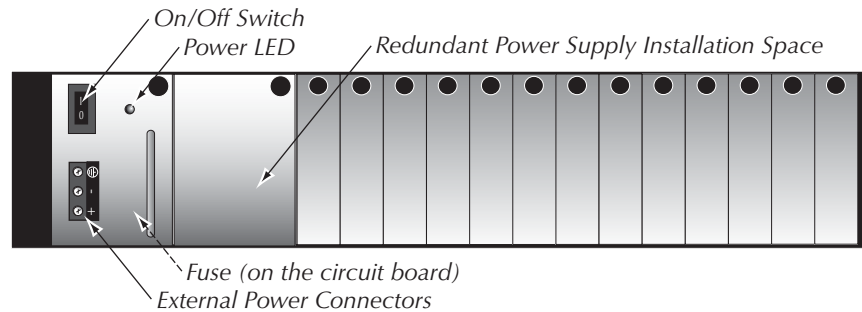 On/Off Switch
Power LED
Redundant Power Supply Installation Space
I
0
-
+
Fuse (on the circuit board)
External Power Connectors